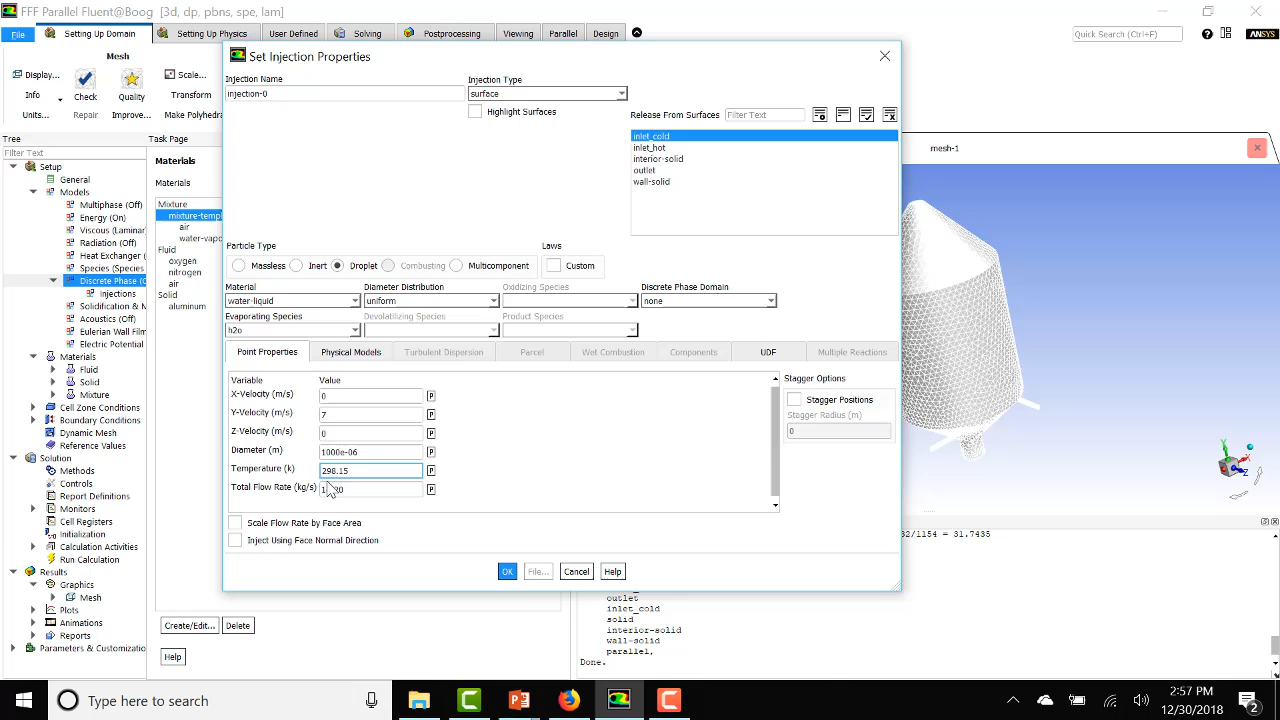 FFF Parallel Fluent@Boog [3d, dp, pbns, spe, lam]
File
Setting Up Domain
Setting Up Physics
User Defined
Solving
Postprocessing
Viewing
Parallel
Design
Quick Search (Ctrl+F)
ANSYS
Mesh
Display...
Info
Units...
Check
Repair
Quality
Improve...
Scale...
Transform
Make Polyhedra
Tree
Filter Text
Setup
General
Models
Multiphase (Off)
Energy (On)
Viscous (Laminar
Radiation (Off)
Heat Exchanger (
Species (Species
Discrete Phase (
Injections
Solidification & M
Acoustics (Off)
Eulerian Wall Film
Electric Potential
Materials
Fluid
Solid
Mixture
Cell Zone Conditions
Boundary Conditions
Dynamic Mesh
Reference Values
Solution
Methods
Controls
Report Definitions
Monitors
Cell Registers
Initialization
Calculation Activities
Run Calculation
Results
Graphics
Mesh
Plots
Animations
Reports
Parameters & Customizatio
Task Page
Materials
Materials
Mixture
mixture-templ
air
water-vapo
Fluid
oxygen
nitrogen
air
Solid
aluminum
Create/Edit...
Delete
Help
Set Injection Properties
Injection Name
injection-0
Injection Type
surface
Highlight Surfaces
Release From Surfaces
Filter Text
inlet_cold
inlet_hot
interior-solid
outlet
wall-solid
Particle Type
Massless
Inert
Droplet
Combusting
Multicomponent
Laws
Custom
Material
water-liquid
Diameter Distribution
uniform
Oxidizing Species
Discrete Phase Domain
none
Evaporating Species
h2o
Devolatilizing Species
Product Species
Point Properties
Physical Models
Turbulent Dispersion
Parcel
Wet Combustion
Components
UDF
Multiple Reactions
Variable
Value
X-Velocity (m/s)
0
P
Y-Velocity (m/s)
7
P
Z-Velocity (m/s)
0
P
Diameter (m)
1000e-06
P
Temperature (k)
298.15
P
Total Flow Rate (kg/s)
P
Stagger Options
Stagger Positions
Stagger Radius (m)
0
Scale Flow Rate by Face Area
Inject Using Face Normal Direction
OK
File...
Cancel
Help
mesh-1
Y
Z
32/1154 = 31.7435
outlet
inlet_cold
solid
interior-solid
wall-solid
parallel,
Done.
Type here to search
2:57 PM
12/30/2018
2